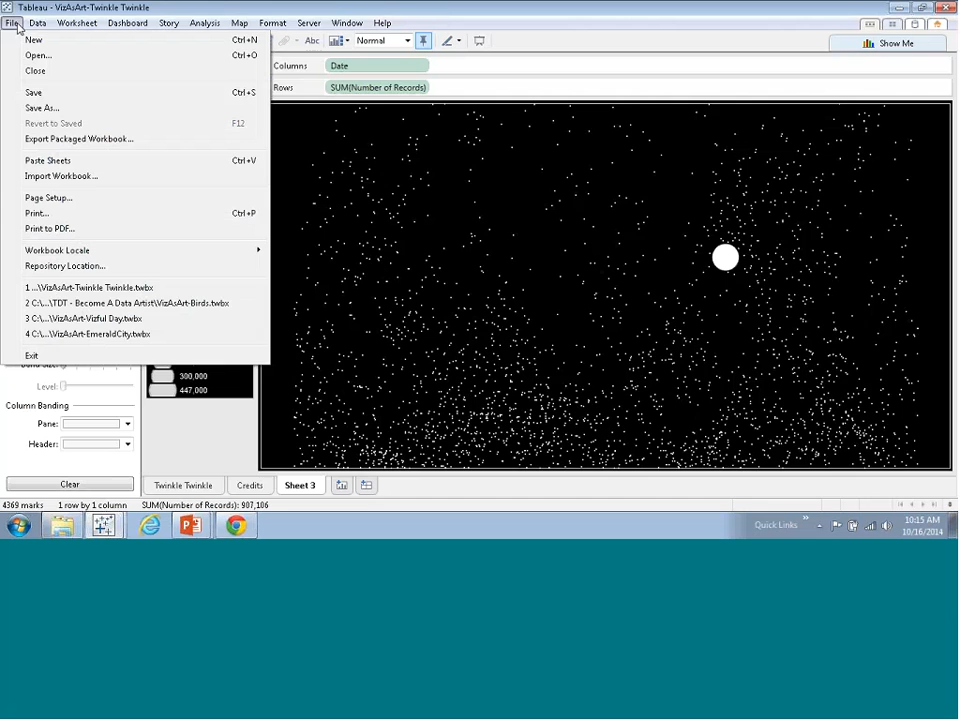 Tableau - VizAsArt-Twinkle Twinkle
File Data Worksheet Dashboard Story Analysis Map Format Server Window Help
New Ctrl+N
Open... Ctrl+O
Close
Save Ctrl+S
Save As...
Revert to Saved F12
Export Packaged Workbook...
Paste Sheets Ctrl+V
Import Workbook...
Page Setup...
Print... Ctrl+P
Print to PDF...
Workbook Locale
Repository Location...
1 ...\VizAsArt-Twinkle Twinkle.twbx
2 C:\...\TDT - Become A Data Artist\VizAsArt-Birds.twbx
3 C:\...\VizAsArt-Vizful Day.twbx
4 C:\...\VizAsArt-EmeraldCity.twbx
Exit
Abc Normal
Show Me
Columns Date
Rows SUM(Number of Records)
300,000
447,000
Level:
Column Banding
Pane:
Header:
Clear
Twinkle Twinkle Credits Sheet 3
4369 marks 1 row by 1 column SUM(Number of Records): 907,106
Quick Links
10:15 AM
10/16/2014